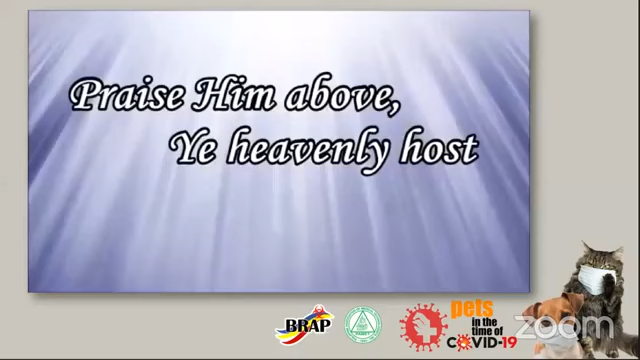 Praise Him above,
Ye heavenly host
BRAP
pets
in the
time of
COVID-19
zoom